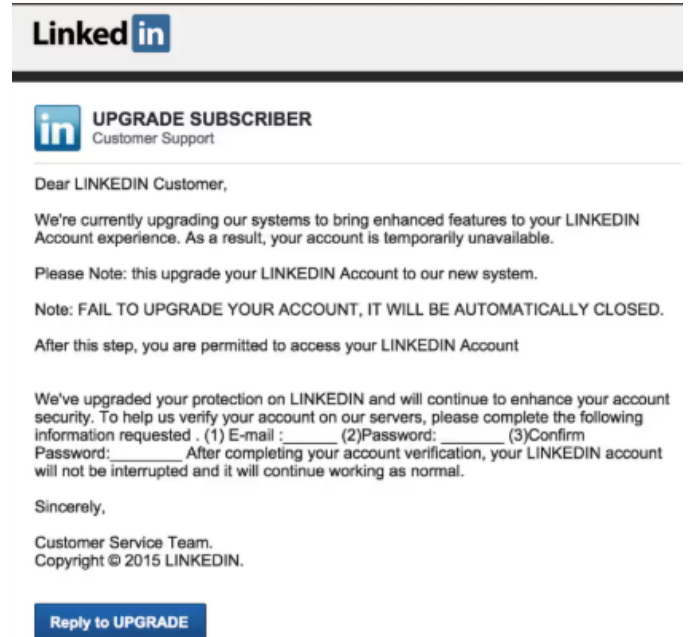 Linked in
in UPGRADE SUBSCRIBER
Customer Support
Dear LINKEDIN Customer,
We're currently upgrading our systems to bring enhanced features to your LINKEDIN
Account experience. As a result, your account is temporarily unavailable.
Please Note: this upgrade your LINKEDIN Account to our new system.
Note: FAIL TO UPGRADE YOUR ACCOUNT, IT WILL BE AUTOMATICALLY CLOSED.
After this step, you are permitted to access your LINKEDIN Account
We've upgraded your protection on LINKEDIN and will continue to enhance your account
security. To help us verify your account on our servers, please complete the following
information requested . (1) E-mail :______ (2)Password: _______ (3)Confirm
Password:________ After completing your account verification, your LINKEDIN account
will not be interrupted and it will continue working as normal.
Sincerely,
Customer Service Team.
Copyright © 2015 LINKEDIN.
Reply to UPGRADE